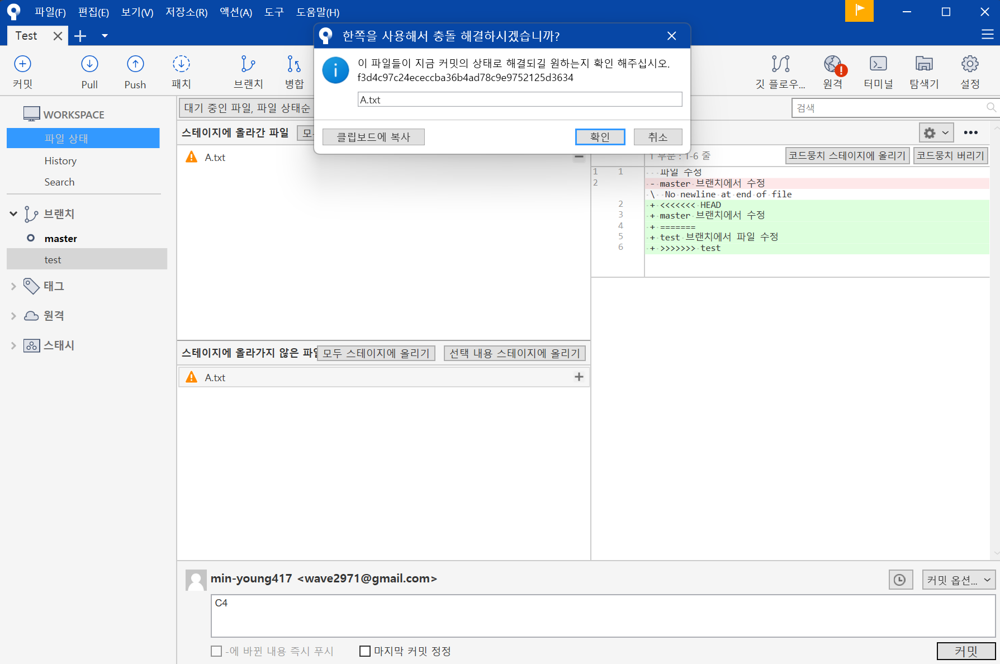 파일(F) 편집(E) 보기(V) 저장소(R) 액션(A) 도구 도움말(H)
Test
커밋 Pull Push 패치 브랜치 병합
깃 플로우... 원격 터미널 탐색기 설정
한쪽을 사용해서 충돌 해결하시겠습니까?
이 파일들이 지금 커밋의 상태로 해결되길 원하는지 확인 해주십시오.
f3d4c97c24ececcba36b4ad78c9e9752125d3634
A.txt
클립보드에 복사 확인 취소
WORKSPACE
파일 상태
History
Search
브랜치
master
test
태그
원격
스태시
대기 중인 파일, 파일 상태순
검색
스테이지에 올라간 파일
A.txt
스테이지에 올라가지 않은 파일 모두 스테이지에 올리기 선택 내용 스테이지에 올리기
A.txt
1 부분 : 1-6 줄 코드뭉치 스테이지에 올리기 코드뭉치 버리기
1 1 파일 수정
2 - master 브랜치에서 수정
\ No newline at end of file
2 + <<<<<<< HEAD
3 + master 브랜치에서 수정
4 + =======
5 + test 브랜치에서 파일 수정
6 + >>>>>>> test
min-young417 <wave2971@gmail.com>
커밋 옵션...
C4
-에 바뀐 내용 즉시 푸시 마지막 커밋 정정
커밋